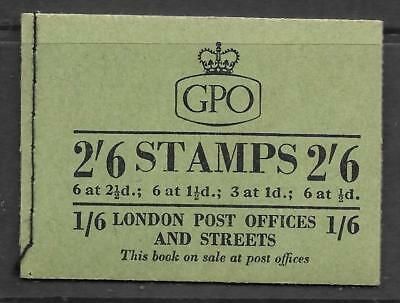 GPO
2'6 STAMPS 2'6
6 at 2½d.; 6 at 1½d.; 3 at 1d.; 6 at ½d.
1/6 LONDON POST OFFICES 1/6
AND STREETS
This book on sale at post offices